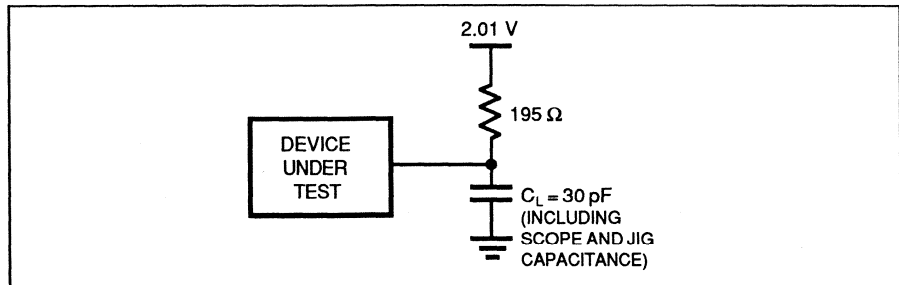 2.01 V
195 Ω
DEVICE
UNDER
TEST
C_L = 30 pF
(INCLUDING
SCOPE AND JIG
CAPACITANCE)